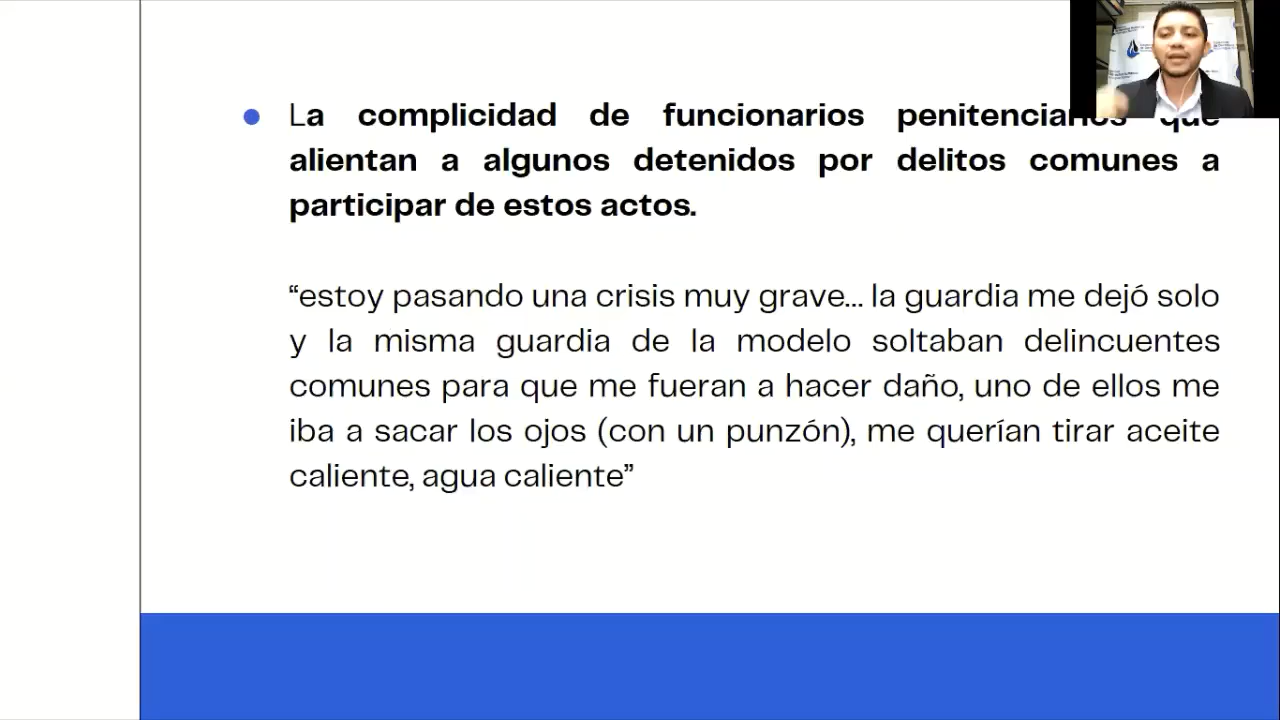 La complicidad de funcionarios penitenciarios que
alientan a algunos detenidos por delitos comunes a
participar de estos actos.
“estoy pasando una crisis muy grave... la guardia me dejó solo
y la misma guardia de la modelo soltaban delincuentes
comunes para que me fueran a hacer daño, uno de ellos me
iba a sacar los ojos (con un punzón), me querían tirar aceite
caliente, agua caliente”